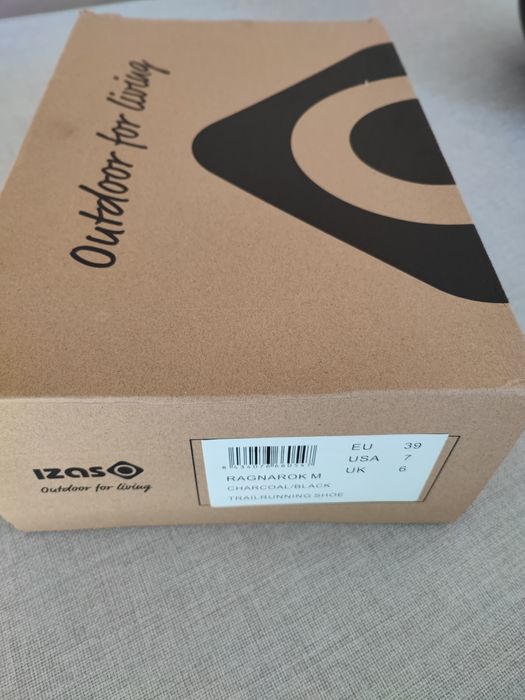 Outdoor for living
IZAS
Outdoor for living
RAGNAROK M
CHARCOAL/BLACK
TRAILRUNNING SHOE
EU 39
USA 7
UK 6